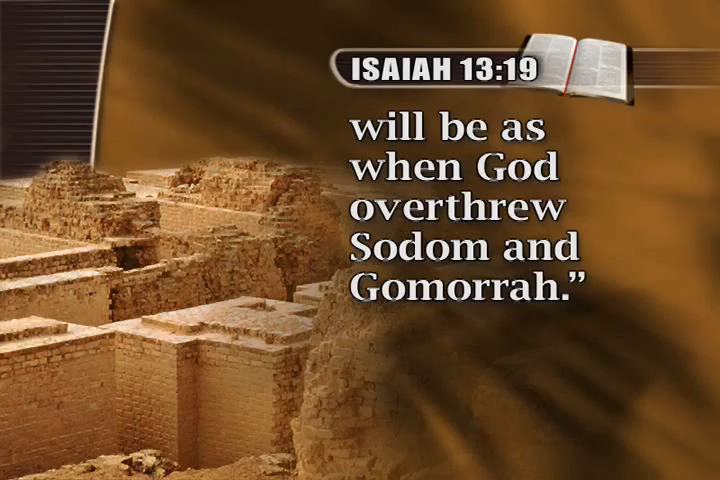 ISAIAH 13:19
will be as
when God
overthrew
Sodom and
Gomorrah.”